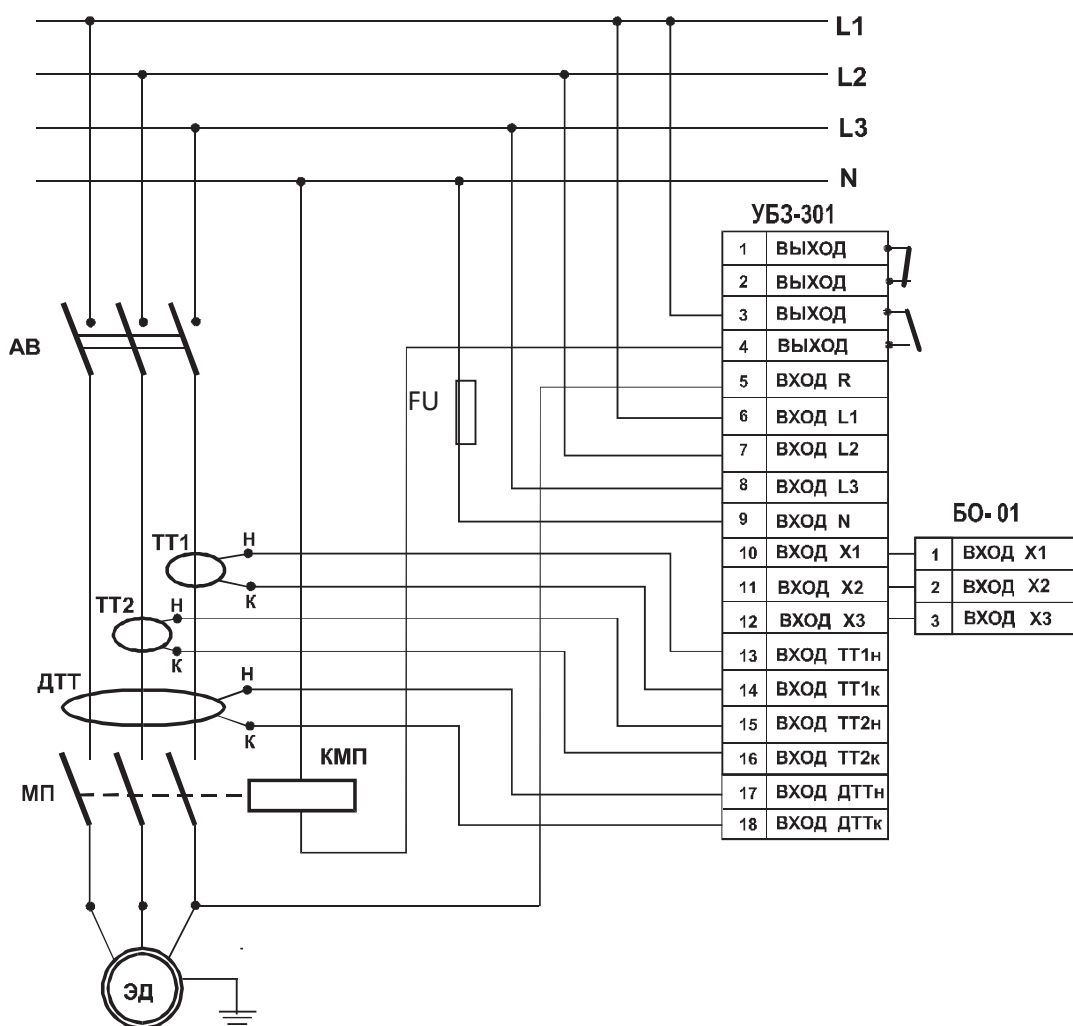 L1
L2
L3
N
УБЗ-301
1 ВЫХОД
2 ВЫХОД
3 ВЫХОД
4 ВЫХОД
5 ВХОД R
6 ВХОД L1
7 ВХОД L2
8 ВХОД L3
9 ВХОД N
10 ВХОД X1
11 ВХОД X2
12 ВХОД X3
13 ВХОД ТТ1н
14 ВХОД ТТ1к
15 ВХОД ТТ2н
16 ВХОД ТТ2к
17 ВХОД ДТТн
18 ВХОД ДТТк
БО- 01
1 ВХОД X1
2 ВХОД X2
3 ВХОД X3
АВ
FU
ТТ1
Н
К
ТТ2
Н
К
ДТТ
Н
К
КМП
МП
ЭД